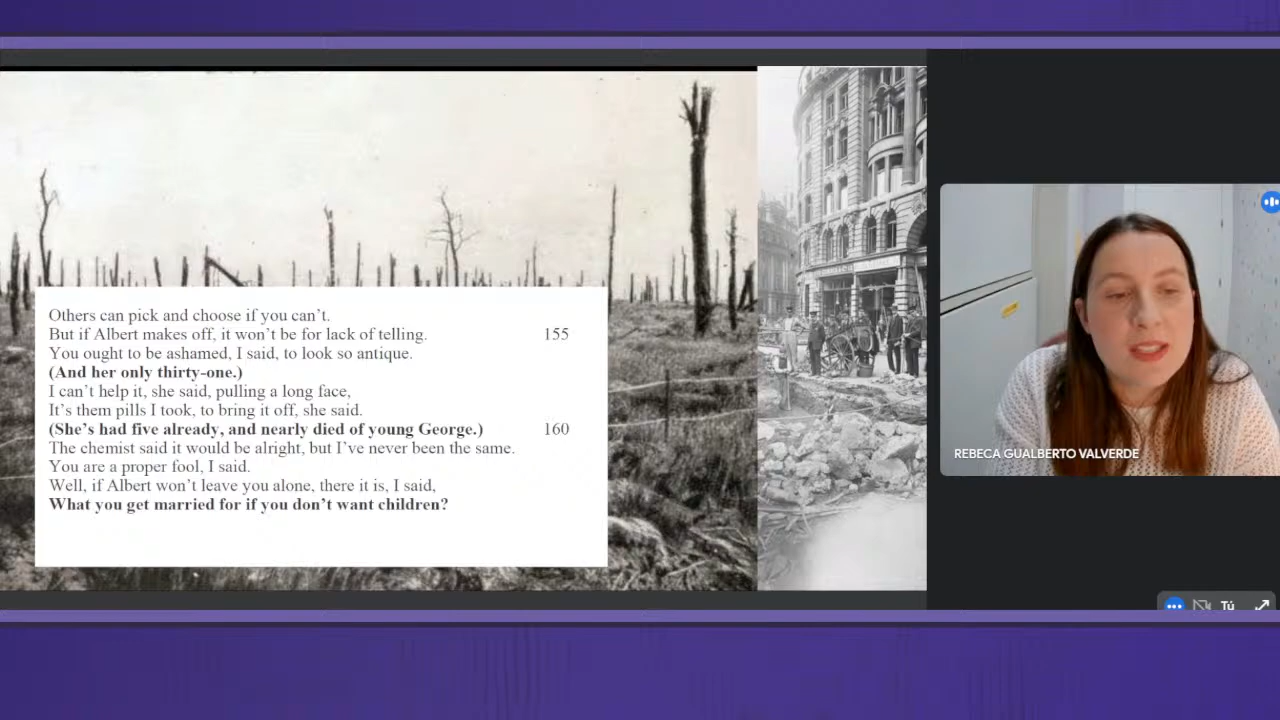 Others can pick and choose if you can't.
But if Albert makes off, it won't be for lack of telling. 155
You ought to be ashamed, I said, to look so antique.
(And her only thirty-one.)
I can't help it, she said, pulling a long face,
It's them pills I took, to bring it off, she said.
(She's had five already, and nearly died of young George.) 160
The chemist said it would be alright, but I've never been the same.
You are a proper fool, I said.
Well, if Albert won't leave you alone, there it is, I said,
What you get married for if you don't want children?
REBECA GUALBERTO VALVERDE
Tú